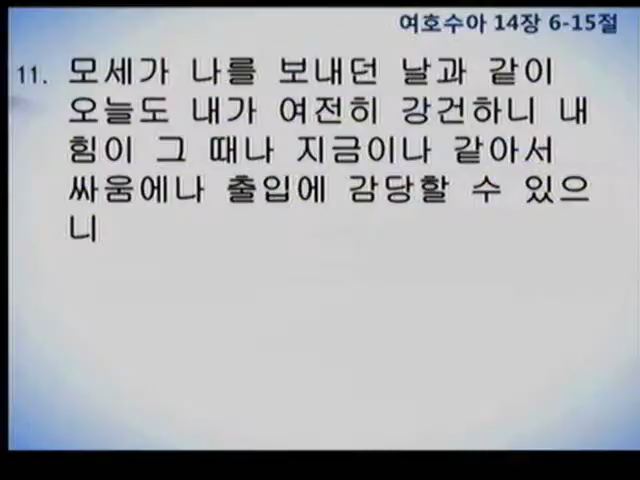 여호수아 14장 6-15절
11. 모세가 나를 보내던 날과 같이
오늘도 내가 여전히 강건하니 내
힘이 그 때나 지금이나 같아서
싸움에나 출입에 감당할 수 있으
니